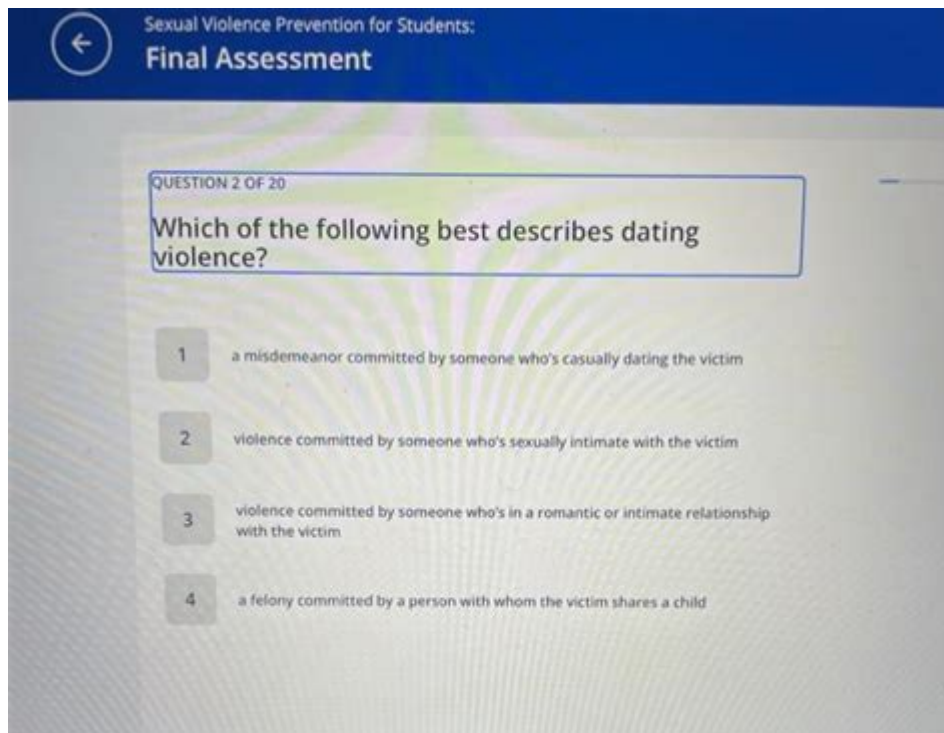 Sexual Violence Prevention for Students:
Final Assessment
QUESTION 2 OF 20
Which of the following best describes dating
violence?
1
a misdemeanor committed by someone who's casually dating the victim
2
violence committed by someone who's sexually intimate with the victim
3
violence committed by someone who's in a romantic or intimate relationship
with the victim
4
a felony committed by a person with whom the victim shares a child